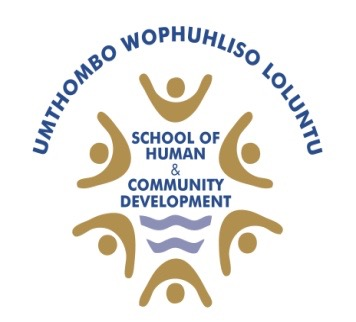 UMTHOMBO WOPHUHLISO LOLUNTU
SCHOOL OF
HUMAN
&
COMMUNITY
DEVELOPMENT